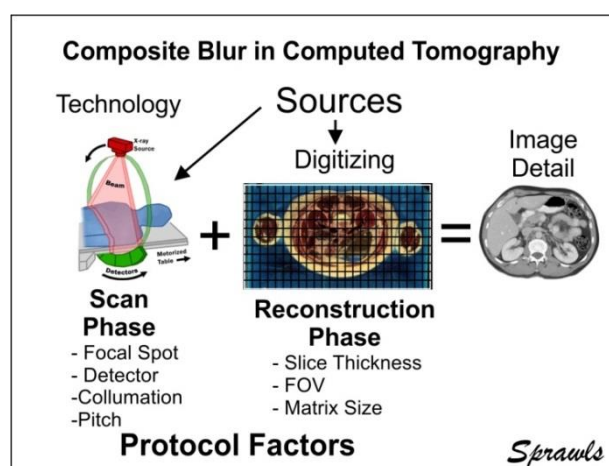 Composite Blur in Computed Tomography
Technology
Sources
Digitizing
Image
Detail
X-ray
Source
Beam
Motorized
Table
Detectors
+
=
Scan
Phase
- Focal Spot
- Detector
-Collumation
-Pitch
Reconstruction
Phase
- Slice Thickness
- FOV
- Matrix Size
Protocol Factors
Sprawls